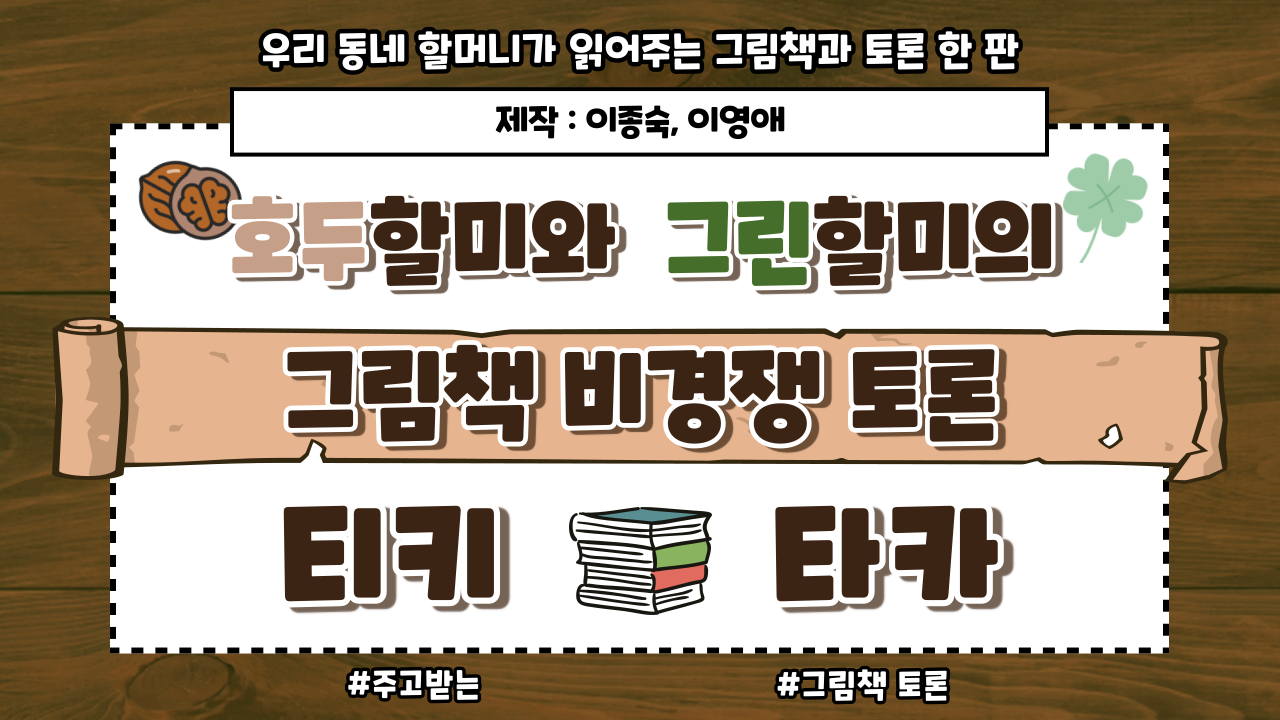 우리 동네 할머니가 읽어주는 그림책과 토론 한 판
제작 : 이종숙, 이영애
호두할미와 그린할미의
그림책 비경쟁 토론
티키 타카
#주고받는 #그림책 토론